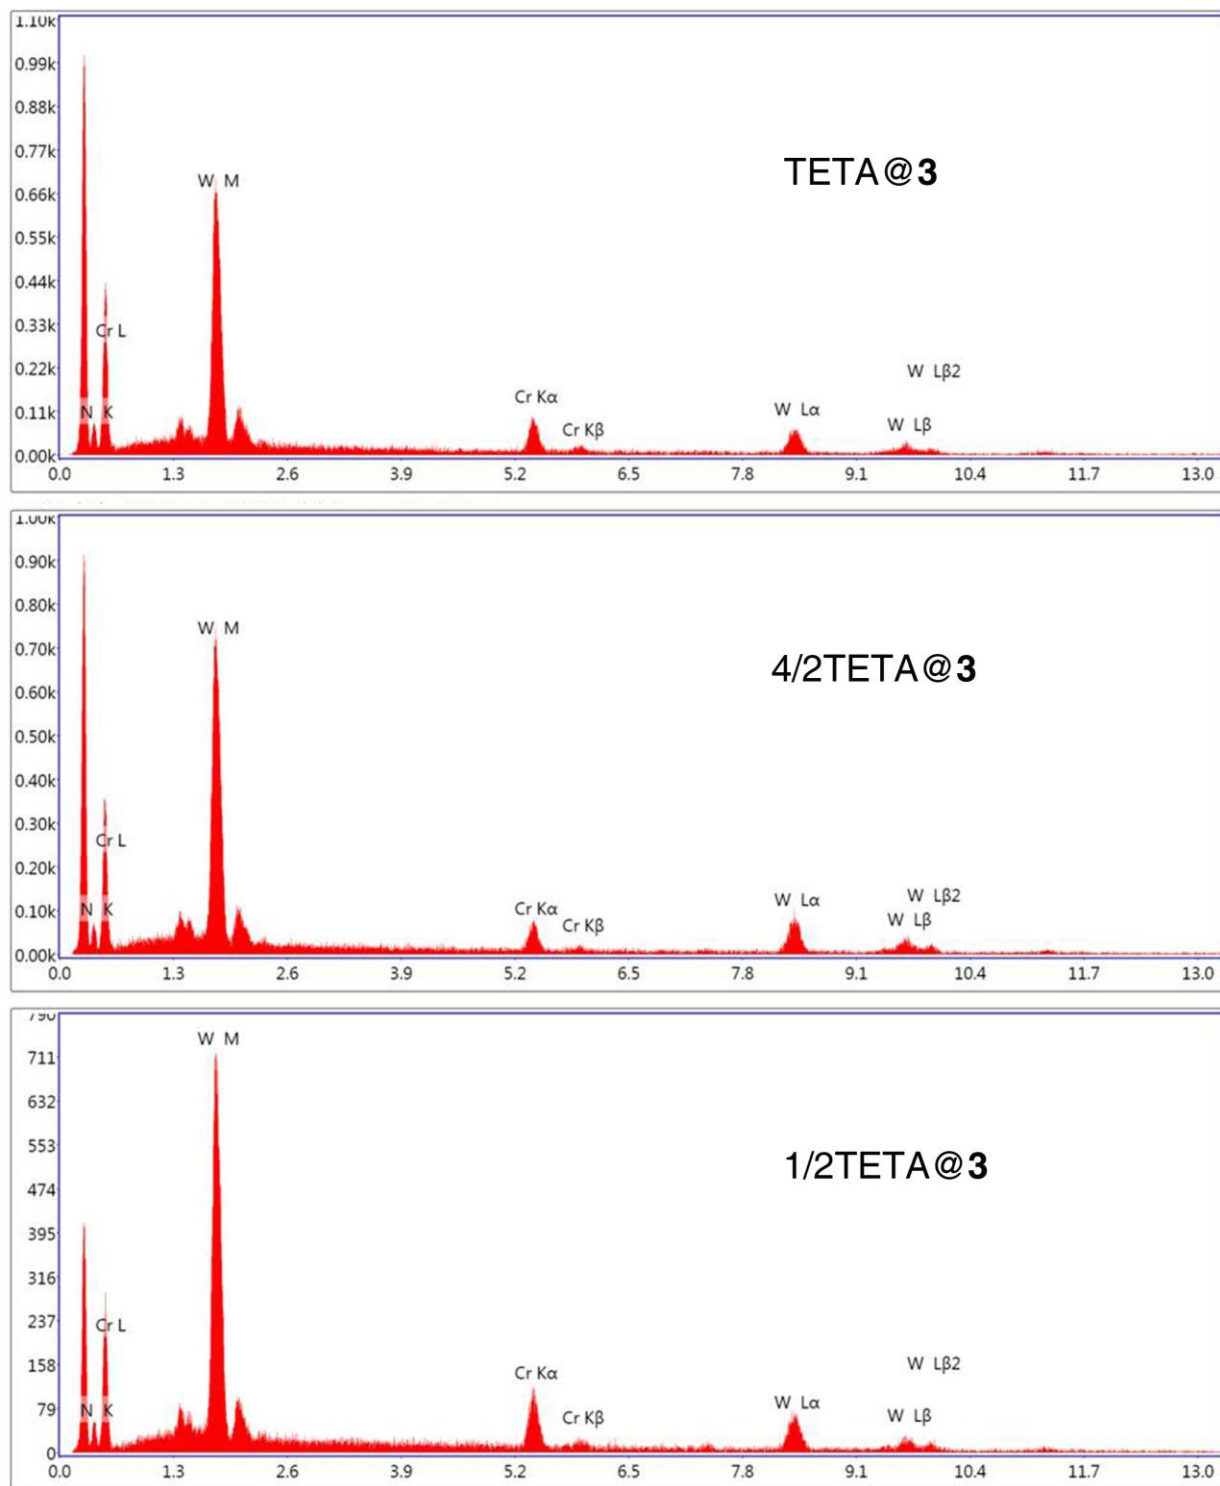 1.10k
0.99k
0.88k
0.77k
TETA@3
W M
0.66k
0.55k
0.44k
0.33k
Cr L
0.22k
W Lβ2
Cr Kα
0.11k
N K
W Lα
Cr Kβ
W Lβ
0.00k
0.0 1.3 2.6 3.9 5.2 6.5 7.8 9.1 10.4 11.7 13.0
1.00k
0.90k
0.80k
0.70k
W M
4/2TETA@3
0.60k
0.50k
0.40k
0.30k
Cr L
0.20k
W Lβ2
W Lα
0.10k
N K
Cr Kα
W Lβ
Cr Kβ
0.00k
0.0 1.3 2.6 3.9 5.2 6.5 7.8 9.1 10.4 11.7 13.0
790
W M
711
632
553
1/2TETA@3
474
395
316
237
Cr L
158
W Lβ2
Cr Kα
79
N K
W Lα
Cr Kβ
W Lβ
0
0.0 1.3 2.6 3.9 5.2 6.5 7.8 9.1 10.4 11.7 13.0